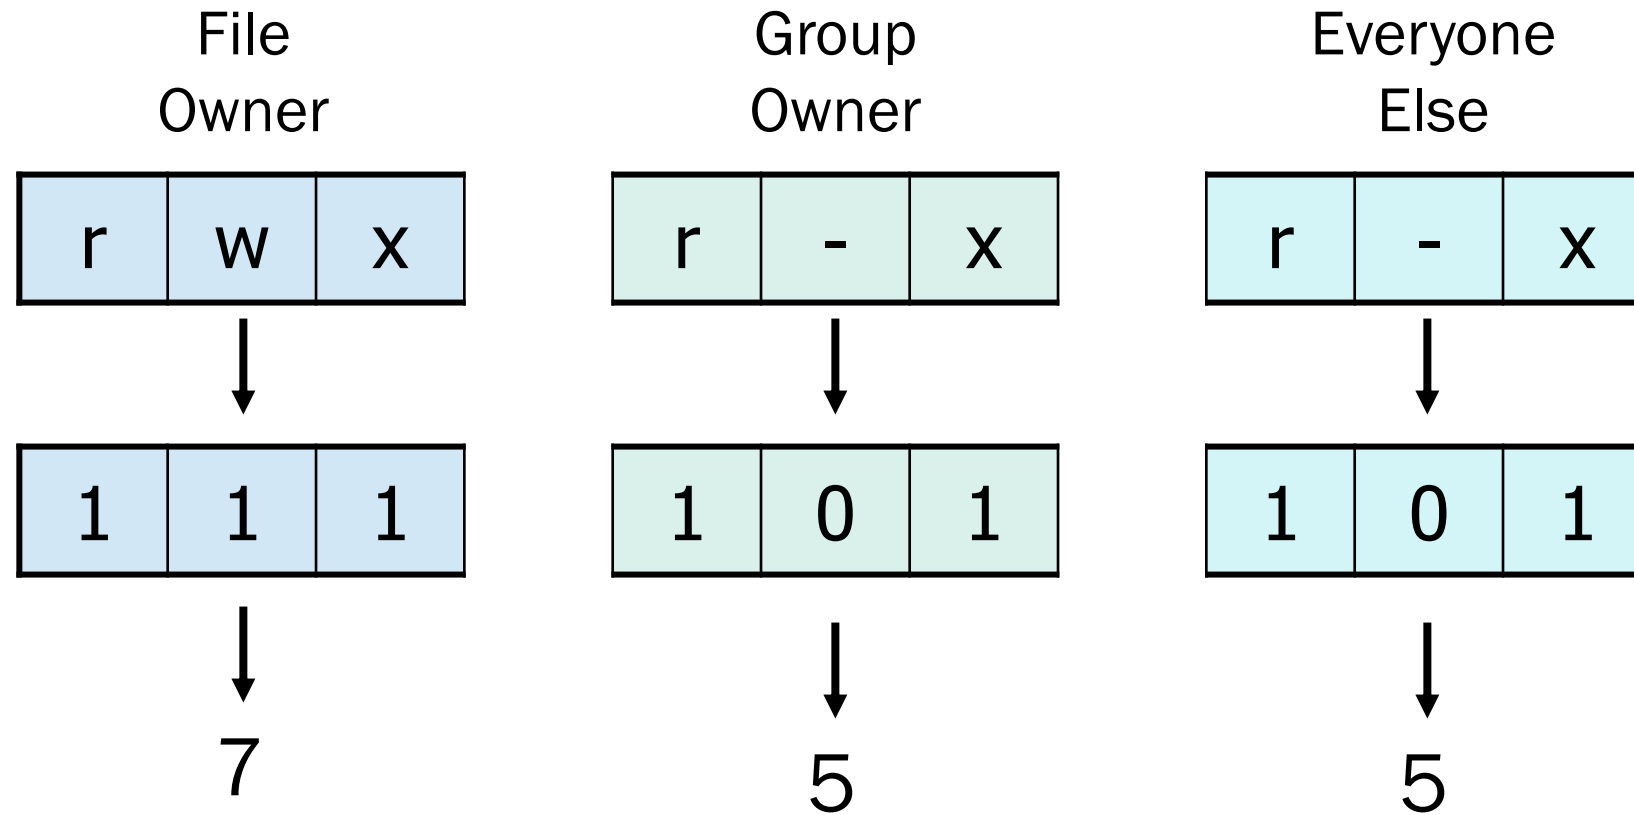 File
Owner
Group
Owner
Everyone
Else
r w x
r - x
r - x
1 1 1
1 0 1
1 0 1
7
5
5